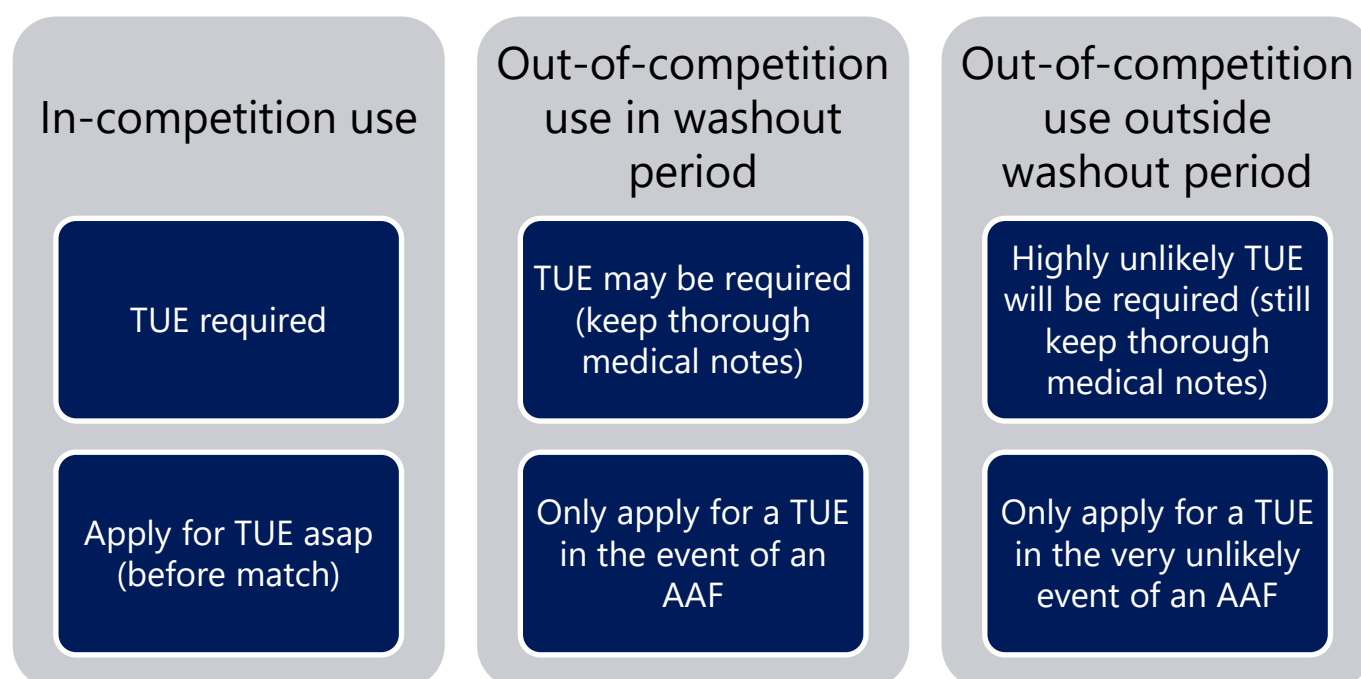 In-competition use
TUE required
Apply for TUE asap
(before match)
Out-of-competition
use in washout
period
TUE may be required
(keep thorough
medical notes)
Only apply for a TUE
in the event of an
AAF
Out-of-competition
use outside
washout period
Highly unlikely TUE
will be required (still
keep thorough
medical notes)
Only apply for a TUE
in the very unlikely
event of an AAF